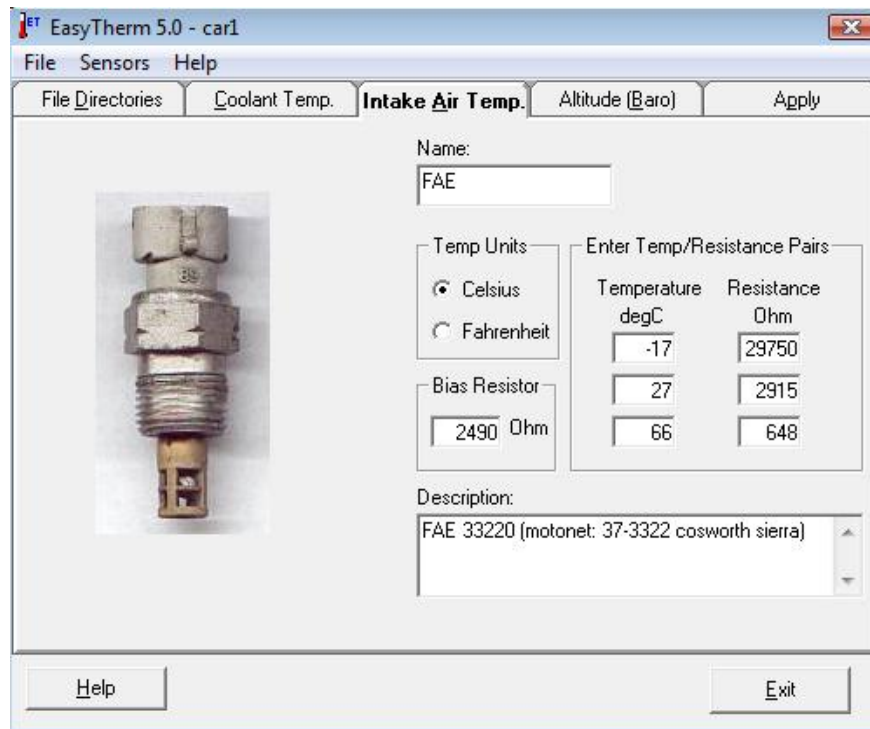 ET EasyTherm 5.0 - car1
File Sensors Help
File Directories Coolant Temp. Intake Air Temp. Altitude (Baro) Apply
Name:
FAE
Temp Units
Celsius
Fahrenheit
Enter Temp/Resistance Pairs
Temperature Resistance
degC Ohm
-17 29750
27 2915
66 648
Bias Resistor
2490 Ohm
89
Description:
FAE 33220 (motonet: 37-3322 cosworth sierra)
Help Exit